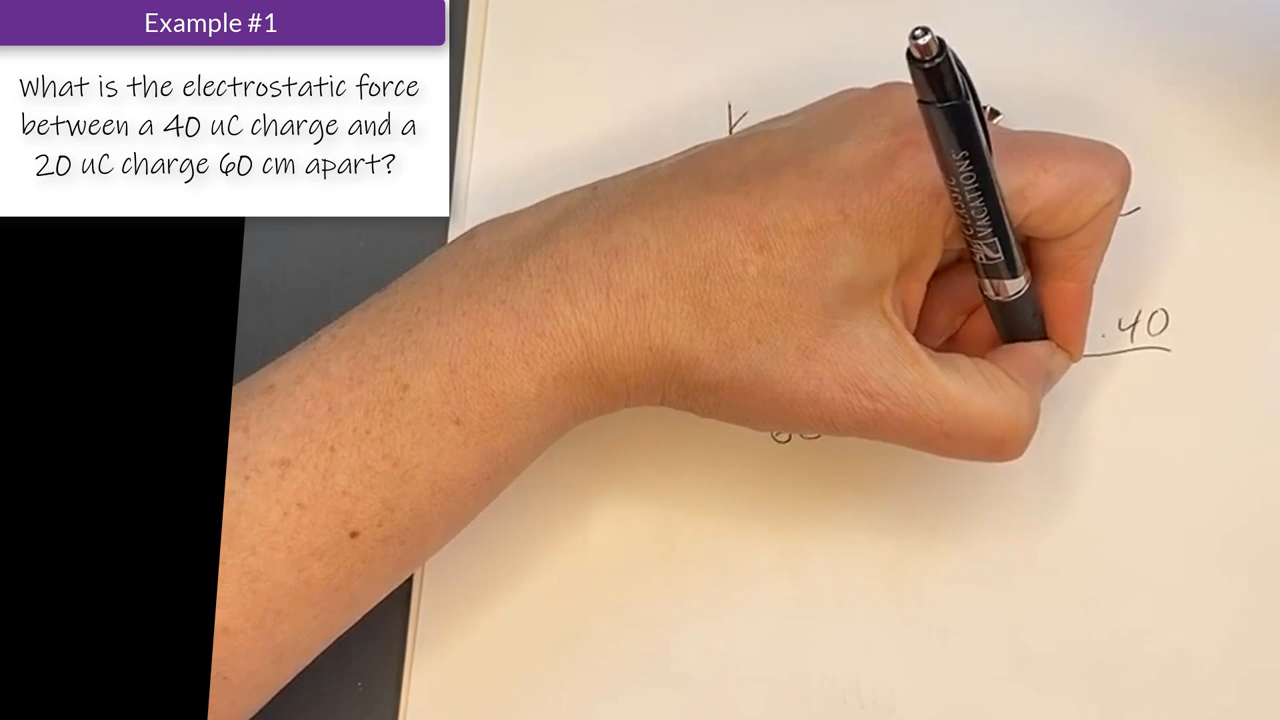 Example #1
What is the electrostatic force
between a 40 uC charge and a
20 uC charge 60 cm apart?
K
CLASSIC
VACATIONS
. 40
60